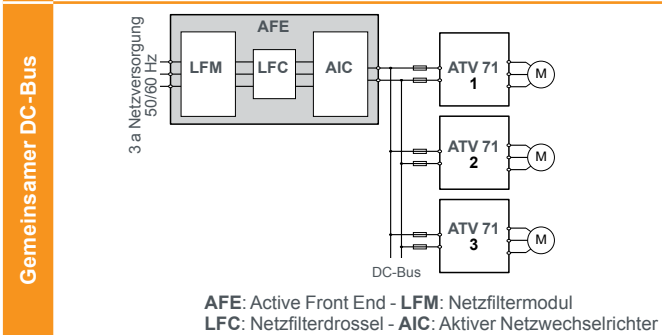 Gemeinsamer DC-Bus
3 a Netzversorgung
50/60 Hz
AFE
LFM
LFC
AIC
ATV 71
1
M
ATV 71
2
M
ATV 71
3
M
DC-Bus
AFE: Active Front End - LFM: Netzfiltermodul
LFC: Netzfilterdrossel - AIC: Aktiver Netzwechselrichter